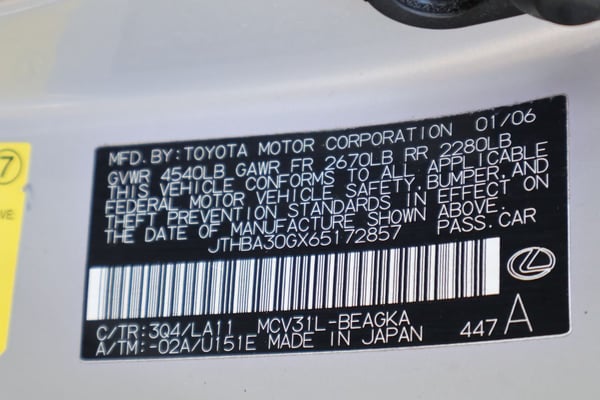 MFD. BY: TOYOTA MOTOR CORPORATION 01/06
GVWR 4540LB GAWR FR 2670LB RR 2280LB
THIS VEHICLE CONFORMS TO ALL APPLICABLE
FEDERAL MOTOR VEHICLE SAFETY, BUMPER, AND
THEFT PREVENTION STANDARDS IN EFFECT ON
THE DATE OF MANUFACTURE SHOWN ABOVE.
JTHBA30GX65172857 PASS. CAR
C/TR: 3Q4/LA11 MCV31L-BEAGKA
A/TM: -02A/U151E MADE IN JAPAN 447 A
7
VE: